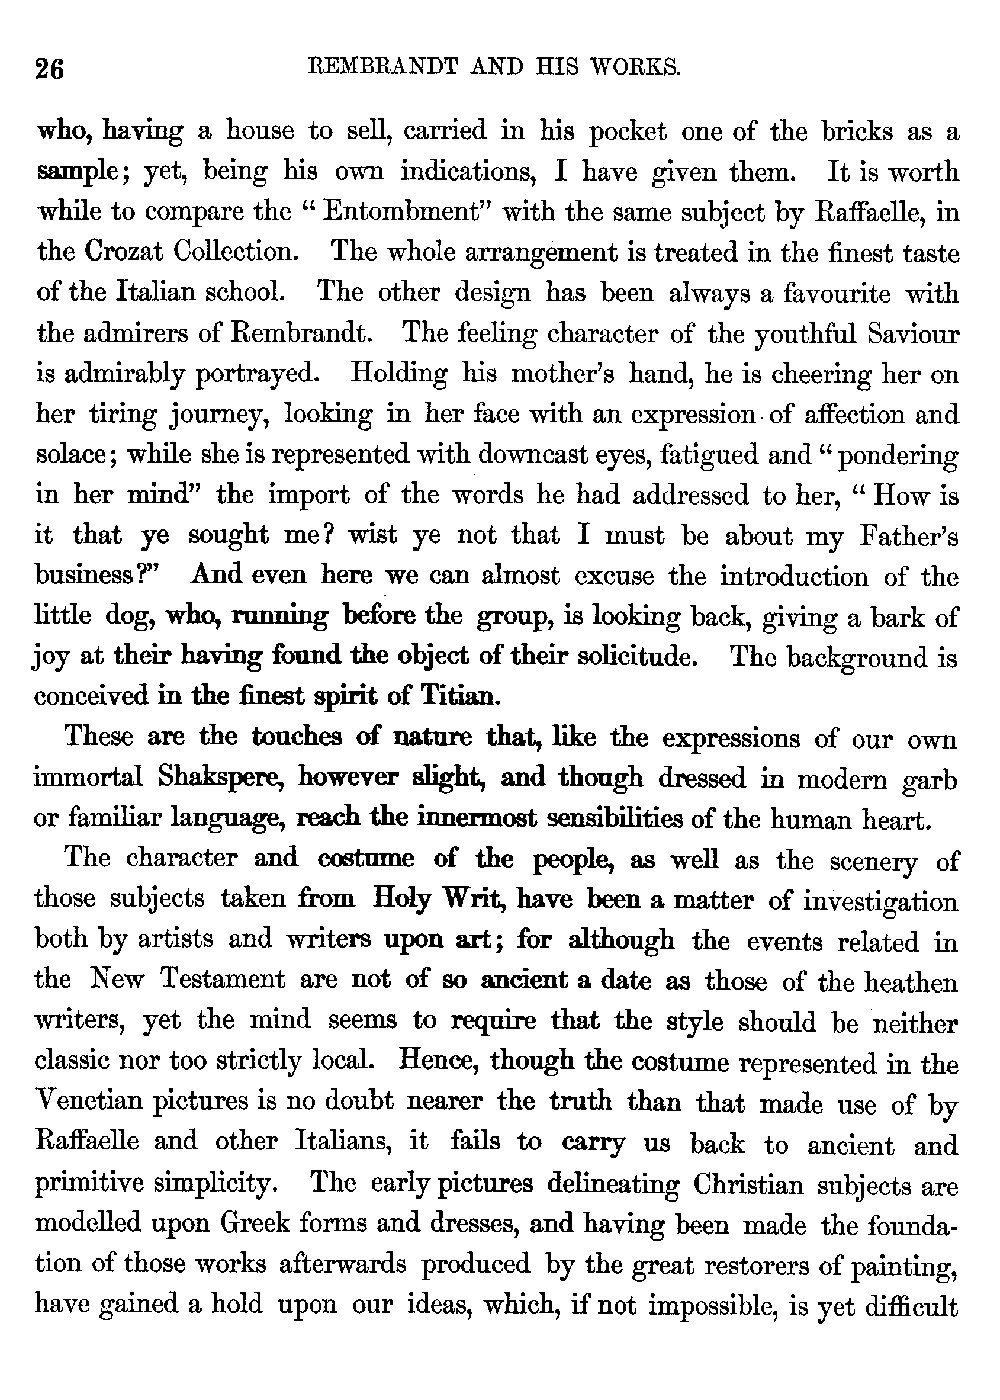 26 REMBRANDT AND HIS WORKS.
who, having a house to sell, carried in his pocket one of the bricks as a
sample; yet, being his own indications, I have given them. It is worth
while to compare the “ Entombment” with the same subject by Raffaelle, in
the Crozat Collection. The whole arrangement is treated in the finest taste
of the Italian school. The other design has been always a favourite with
the admirers of Rembrandt. The feeling character of the youthful Saviour
is admirably portrayed. Holding his mother’s hand, he is cheering her on
her tiring journey, looking in her face with an expression of affection and
solace; while she is represented with downcast eyes, fatigued and “ pondering
in her mind” the import of the words he had addressed to her, “ How is
it that ye sought me? wist ye not that I must be about my Father’s
business?” And even here we can almost excuse the introduction of the
little dog, who, running before the group, is looking back, giving a bark of
joy at their having found the object of their solicitude. The background is
conceived in the finest spirit of Titian.
These are the touches of nature that, like the expressions of our own
immortal Shakspere, however slight, and though dressed in modern garb
or familiar language, reach the innermost sensibilities of the human heart.
The character and costume of the people, as well as the scenery of
those subjects taken from Holy Writ, have been a matter of investigation
both by artists and writers upon art; for although the events related in
the New Testament are not of so ancient a date as those of the heathen
writers, yet the mind seems to require that the style should be neither
classic nor too strictly local. Hence, though the costume represented in the
Venetian pictures is no doubt nearer the truth than that made use of by
Raffaelle and other Italians, it fails to carry us back to ancient and
primitive simplicity. The early pictures delineating Christian subjects are
modelled upon Greek forms and dresses, and having been made the founda-
tion of those works afterwards produced by the great restorers of painting,
have gained a hold upon our ideas, which, if not impossible, is yet difficult